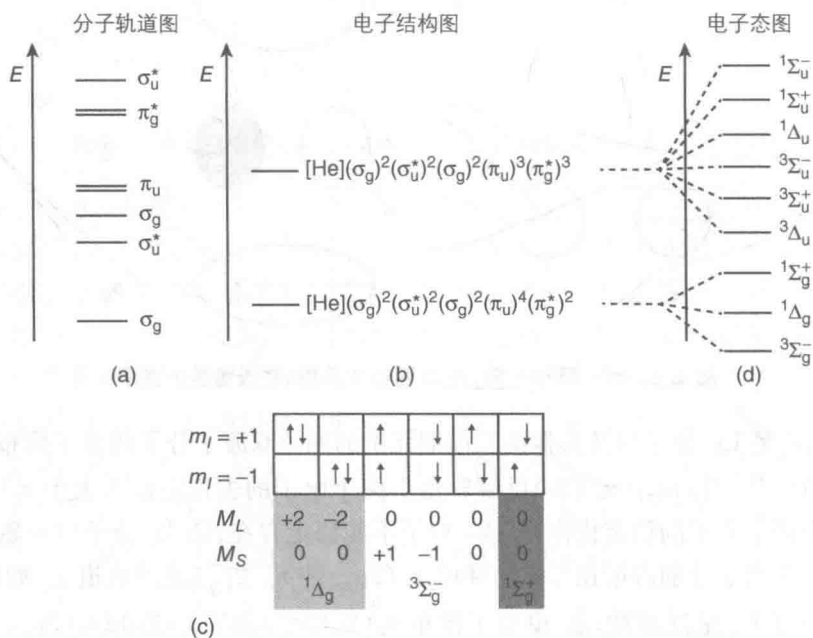 分子轨道图 电子结构图 电子态图
E
σu*
πg*
πu
σg
σu*
σg
(a)
[He](σg)²(σu*)²(σg)²(πu)³(πg*)³
[He](σg)²(σu*)²(σg)²(πu)⁴(πg*)²
(b)
E
¹Σu⁻
¹Σu⁺
¹Δu
³Σu⁻
³Σu⁺
³Δu
¹Σg⁺
¹Δg
³Σg⁻
(d)
mₗ = +1 ↑↓ ↑ ↓ ↑ ↓
mₗ = −1 ↑↓ ↑ ↓ ↓ ↑
M_L +2 −2 0 0 0 0
M_S 0 0 +1 −1 0 0
¹Δg ³Σg⁻ ¹Σg⁺
(c)